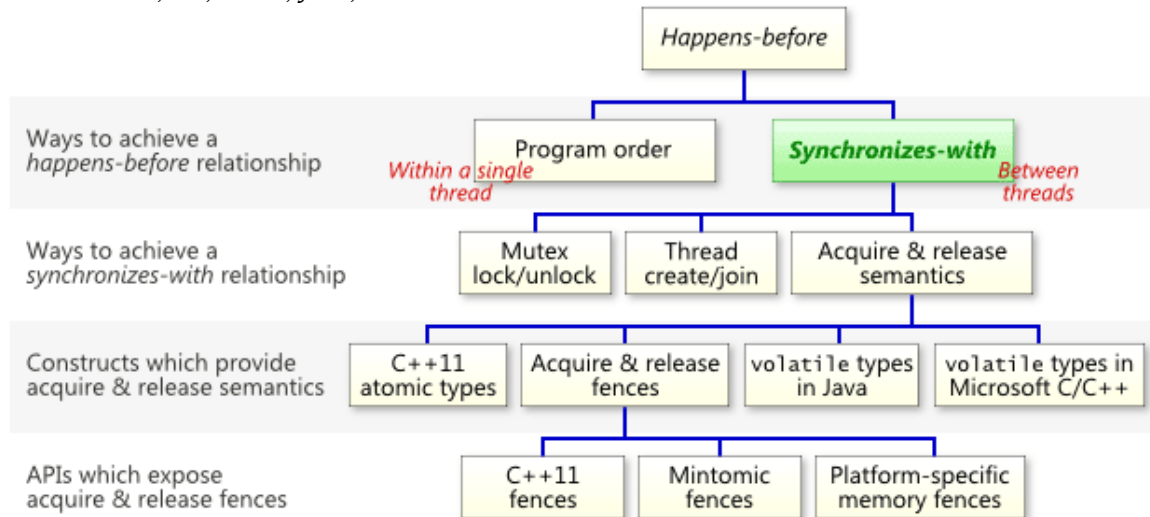 Happens-before
Ways to achieve a
happens-before relationship
Program order
Within a single
thread
Synchronizes-with
Between
threads
Ways to achieve a
synchronizes-with relationship
Mutex
lock/unlock
Thread
create/join
Acquire & release
semantics
Constructs which provide
acquire & release semantics
C++11
atomic types
Acquire & release
fences
volatile types
in Java
volatile types in
Microsoft C/C++
APIs which expose
acquire & release fences
C++11
fences
Mintomic
fences
Platform-specific
memory fences